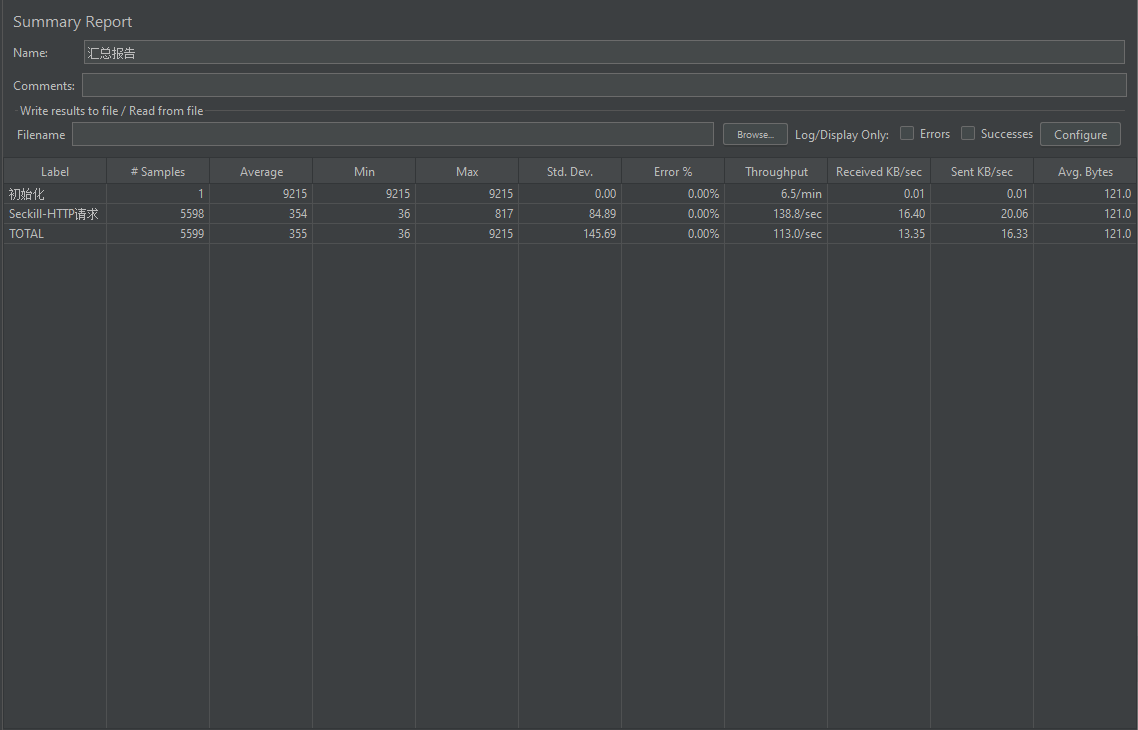 Summary Report
Name: 汇总报告
Comments:
Write results to file / Read from file
Filename Browse... Log/Display Only: Errors Successes Configure
Label # Samples Average Min Max Std. Dev. Error % Throughput Received KB/sec Sent KB/sec Avg. Bytes
初始化 1 9215 9215 9215 0.00 0.00% 6.5/min 0.01 0.01 121.0
Seckill-HTTP请求 5598 354 36 817 84.89 0.00% 138.8/sec 16.40 20.06 121.0
TOTAL 5599 355 36 9215 145.69 0.00% 113.0/sec 13.35 16.33 121.0